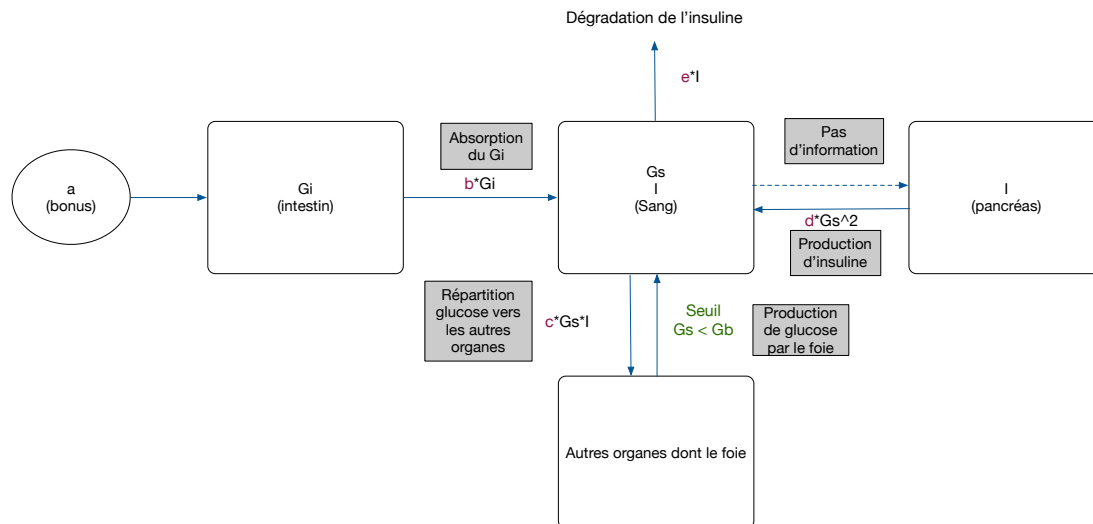 Dégradation de l'insuline
e*I
Absorption
du Gi
b*Gi
a
(bonus)
Gi
(intestin)
Gs
I
(Sang)
Pas
d'information
I
(pancréas)
d*Gs^2
Production
d'insuline
Répartition
glucose vers
les autres
organes
c*Gs*I
Seuil
Gs < Gb
Production
de glucose
par le foie
Autres organes dont le foie